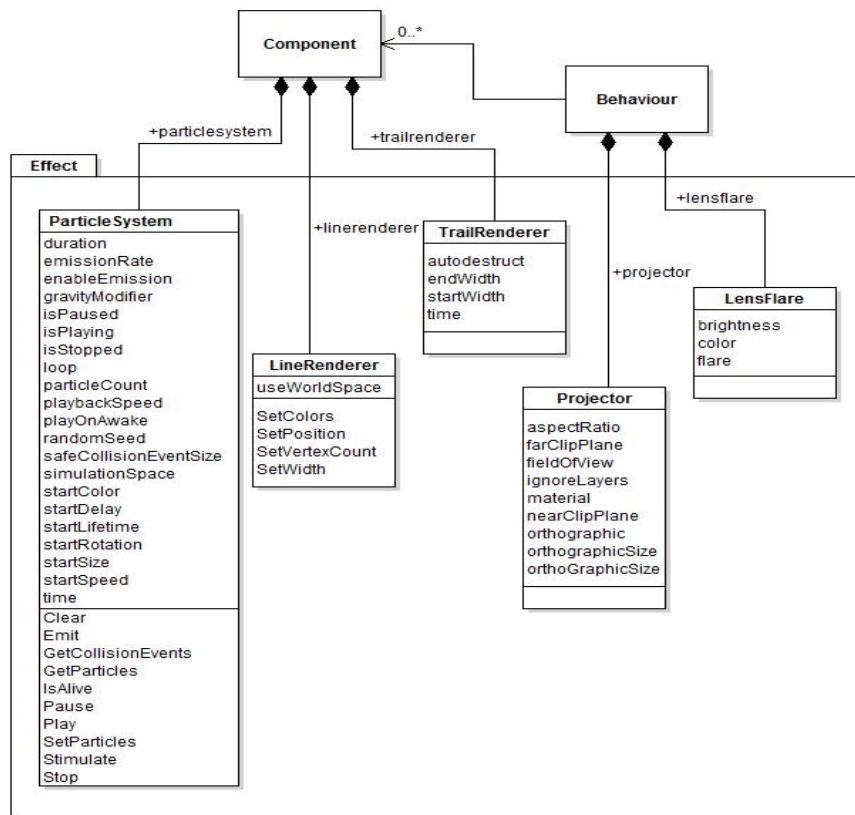 Component
0..*
Behaviour
+particlesystem
+trailrenderer
Effect
+lensflare
ParticleSystem
duration
emissionRate
enableEmission
gravityModifier
isPaused
isPlaying
isStopped
loop
particleCount
playbackSpeed
playOnAwake
randomSeed
safeCollisionEventSize
simulationSpace
startColor
startDelay
startLifetime
startRotation
startSize
startSpeed
time
Clear
Emit
GetCollisionEvents
GetParticles
IsAlive
Pause
Play
SetParticles
Stimulate
Stop
+linerenderer
LineRenderer
useWorldSpace
SetColors
SetPosition
SetVertexCount
SetWidth
TrailRenderer
autodestruct
endWidth
startWidth
time
+projector
Projector
aspectRatio
farClipPlane
fieldOfView
ignoreLayers
material
nearClipPlane
orthographic
orthographicSize
orthoGraphicSize
LensFlare
brightness
color
flare